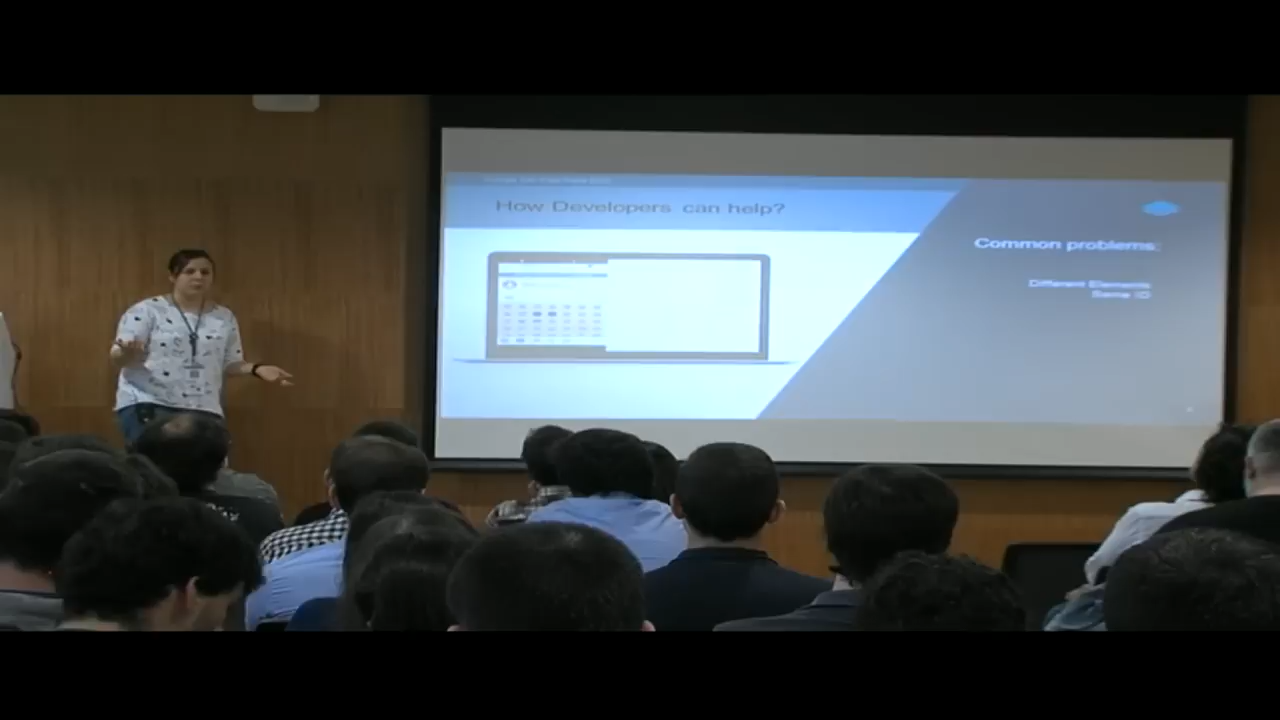 How Developers can help?
Common problems:
Different Elements
Same ID